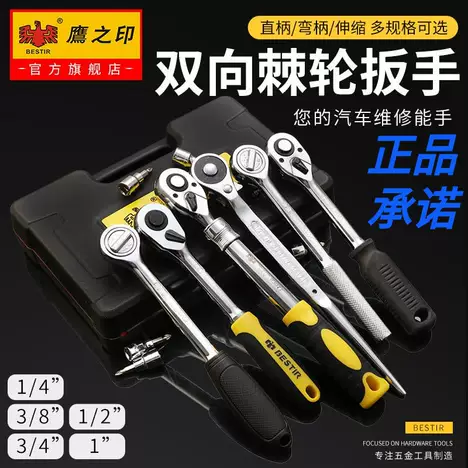 鹰之印
BESTIR
官方旗舰店
直柄/弯柄/伸缩 多规格可选
双向棘轮扳手
您的汽车维修能手
正品
承诺
BESTIR
1/4”
3/8”
1/2”
3/4”
1”
BESTIR
FOCUSED ON HARDWARE TOOLS
专注五金工具制造